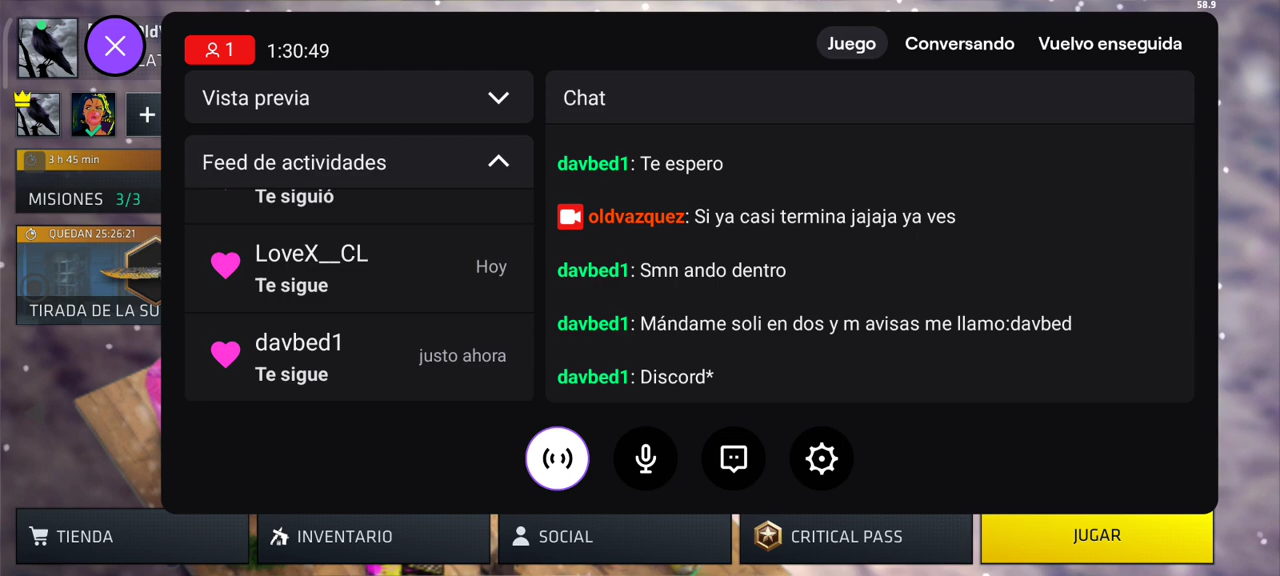 58.9
1
1:30:49
Juego
Conversando
Vuelvo enseguida
Vista previa
Chat
Feed de actividades
Te siguió
LoveX__CL
Hoy
Te sigue
davbed1
justo ahora
Te sigue
davbed1: Te espero
oldvazquez: Si ya casi termina jajaja ya ves
davbed1: Smn ando dentro
davbed1: Mándame soli en dos y m avisas me llamo:davbed
davbed1: Discord*
3 h 45 min
MISIONES 3/3
QUEDAN 25:26:21
TIRADA DE LA SU
TIENDA
INVENTARIO
SOCIAL
CRITICAL PASS
JUGAR